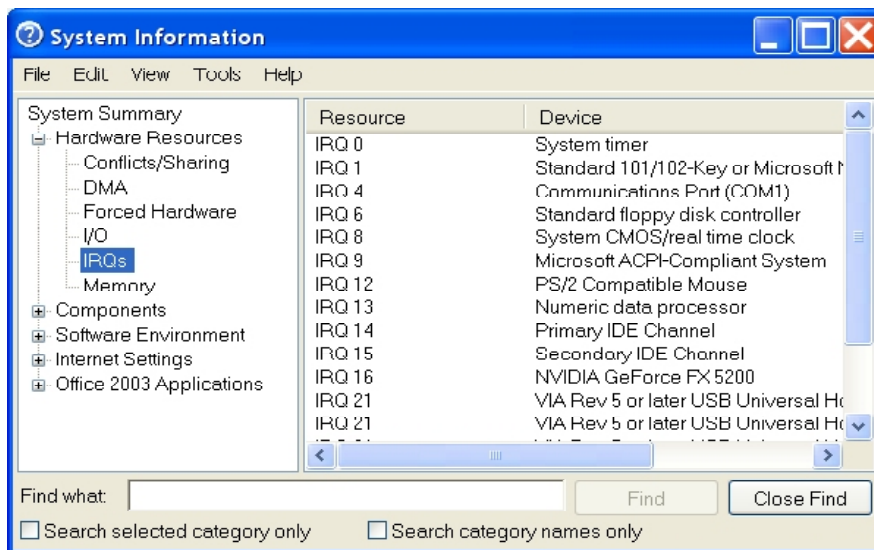 System Information
File Edit View Tools Help
System Summary
Hardware Resources
Conflicts/Sharing
DMA
Forced Hardware
I/O
IRQs
Memory
Components
Software Environment
Internet Settings
Office 2003 Applications
Resource Device
IRQ 0 System timer
IRQ 1 Standard 101/102-Key or Microsoft
IRQ 4 Communications Port (COM1)
IRQ 6 Standard floppy disk controller
IRQ 8 System CMOS/real time clock
IRQ 9 Microsoft ACPI-Compliant System
IRQ 12 PS/2 Compatible Mouse
IRQ 13 Numeric data processor
IRQ 14 Primary IDE Channel
IRQ 15 Secondary IDE Channel
IRQ 16 NVIDIA GeForce FX 5200
IRQ 21 VIA Rev 5 or later USB Universal
IRQ 21 VIA Rev 5 or later USB Universal
Find what: Find Close Find
Search selected category only Search category names only